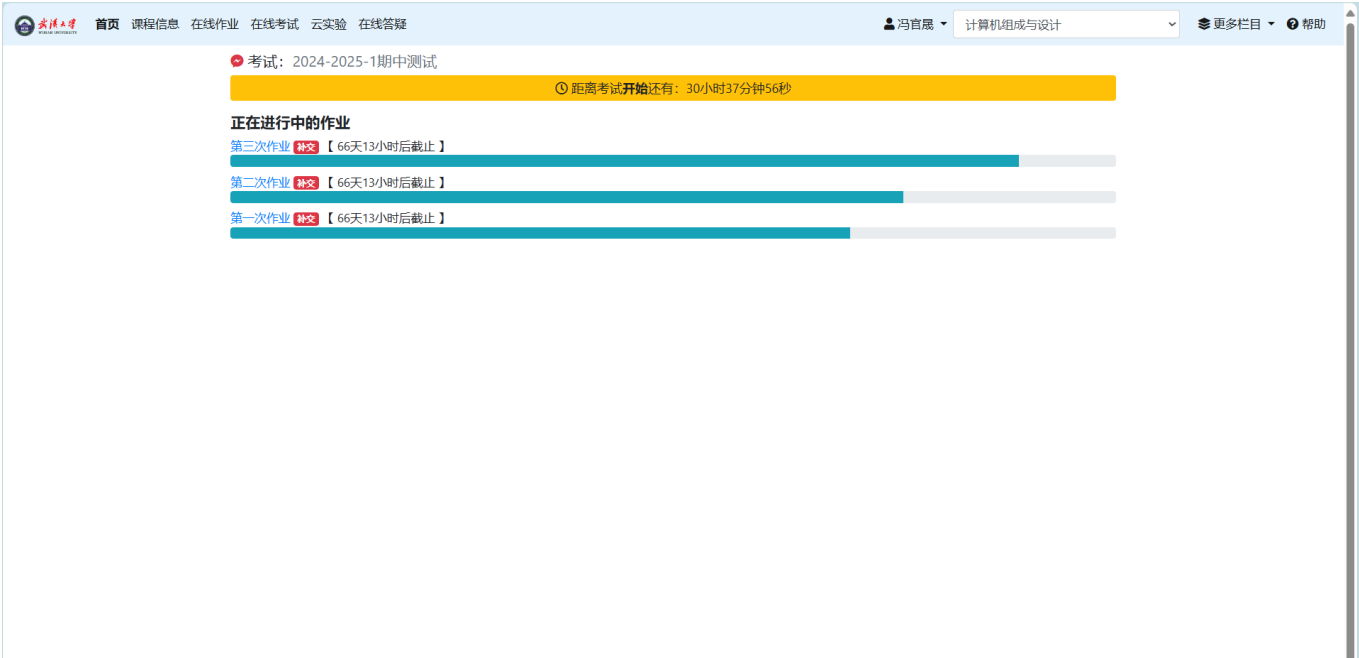 武汉大学 首页 课程信息 在线作业 在线考试 云实验 在线答疑 冯官晟 计算机组成与设计 更多栏目 帮助
WUHAN UNIVERSITY
考试：2024-2025-1期中测试
距离考试开始还有：30小时37分钟56秒
正在进行中的作业
第三次作业 补交 【 66天13小时后截止 】
第二次作业 补交 【 66天13小时后截止 】
第一次作业 补交 【 66天13小时后截止 】